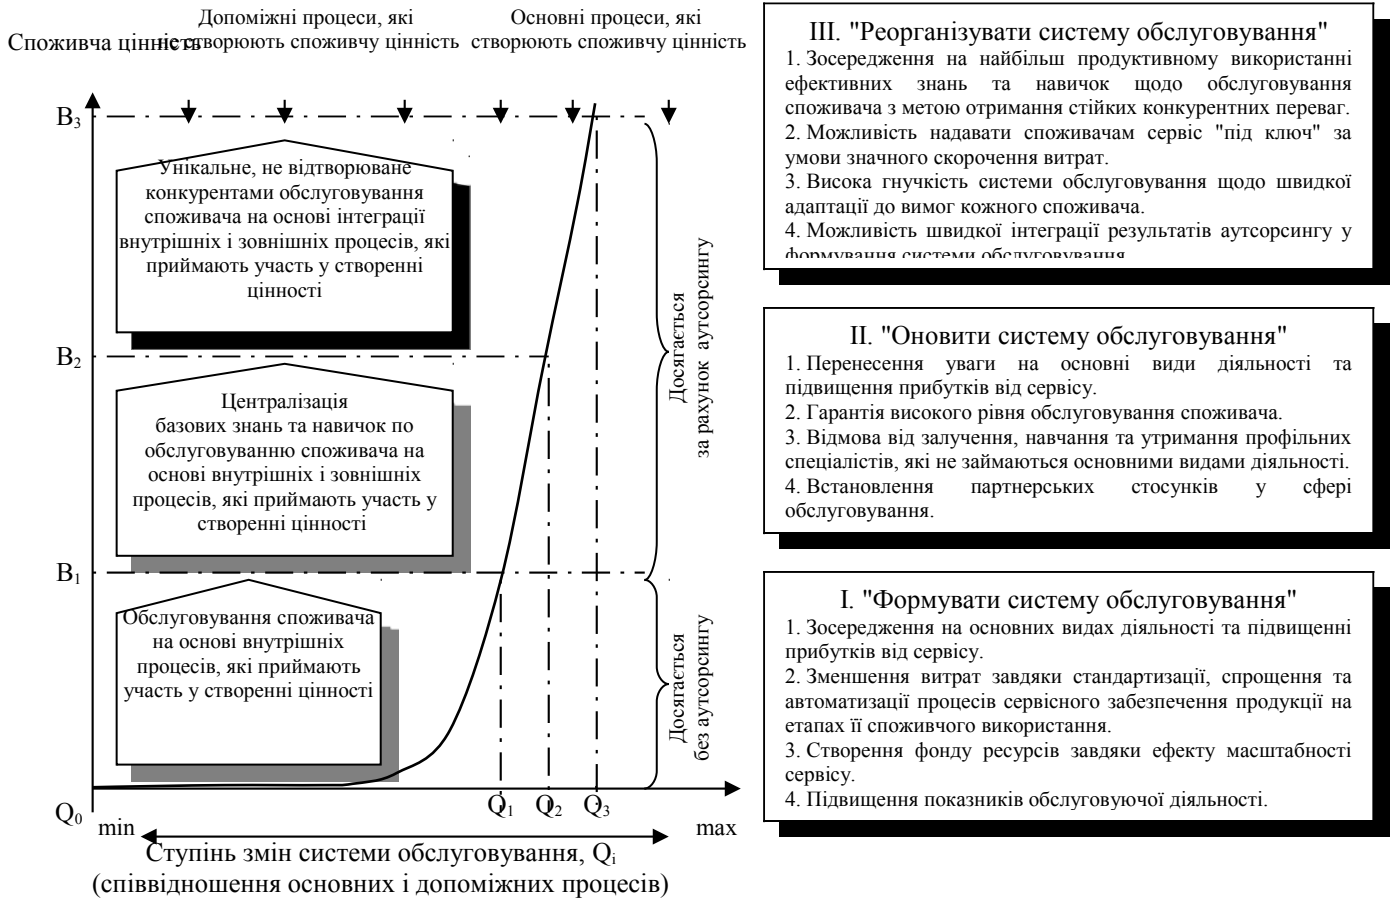 Споживча цінність
Допоміжні процеси, які
не створюють споживчу цінність
Основні процеси, які
створюють споживчу цінність
B3
Унікальне, не відтворюване
конкурентами обслуговування
споживача на основі інтеграції
внутрішніх і зовнішніх процесів, які
приймають участь у створенні
цінності
B2
Централізація
базових знань та навичок по
обслуговуванню споживача на
основі внутрішніх і зовнішніх
процесів, які приймають участь у
створенні цінності
B1
Обслуговування споживача
на основі внутрішніх
процесів, які приймають
участь у створенні цінності
Досягається
за рахунок аутсорсингу
Досягається
без аутсорсингу
Q0
Q1
Q2
Q3
min
max
Ступінь змін системи обслуговування, Qi
(співвідношення основних і допоміжних процесів)
III. "Реорганізувати систему обслуговування"
1. Зосередження на найбільш продуктивному використанні
ефективних знань та навичок щодо обслуговування
споживача з метою отримання стійких конкурентних переваг.
2. Можливість надавати споживачам сервіс "під ключ" за
умови значного скорочення витрат.
3. Висока гнучкість системи обслуговування щодо швидкої
адаптації до вимог кожного споживача.
4. Можливість швидкої інтеграції результатів аутсорсингу у
формування системи обслуговування.
II. "Оновити систему обслуговування"
1. Перенесення уваги на основні види діяльності та
підвищення прибутків від сервісу.
2. Гарантія високого рівня обслуговування споживача.
3. Відмова від залучення, навчання та утримання профільних
спеціалістів, які не займаються основними видами діяльності.
4. Встановлення партнерських стосунків у сфері
обслуговування.
I. "Формувати систему обслуговування"
1. Зосередження на основних видах діяльності та підвищенні
прибутків від сервісу.
2. Зменшення витрат завдяки стандартизації, спрощення та
автоматизації процесів сервісного забезпечення продукції на
етапах її споживчого використання.
3. Створення фонду ресурсів завдяки ефекту масштабності
сервісу.
4. Підвищення показників обслуговуючої діяльності.